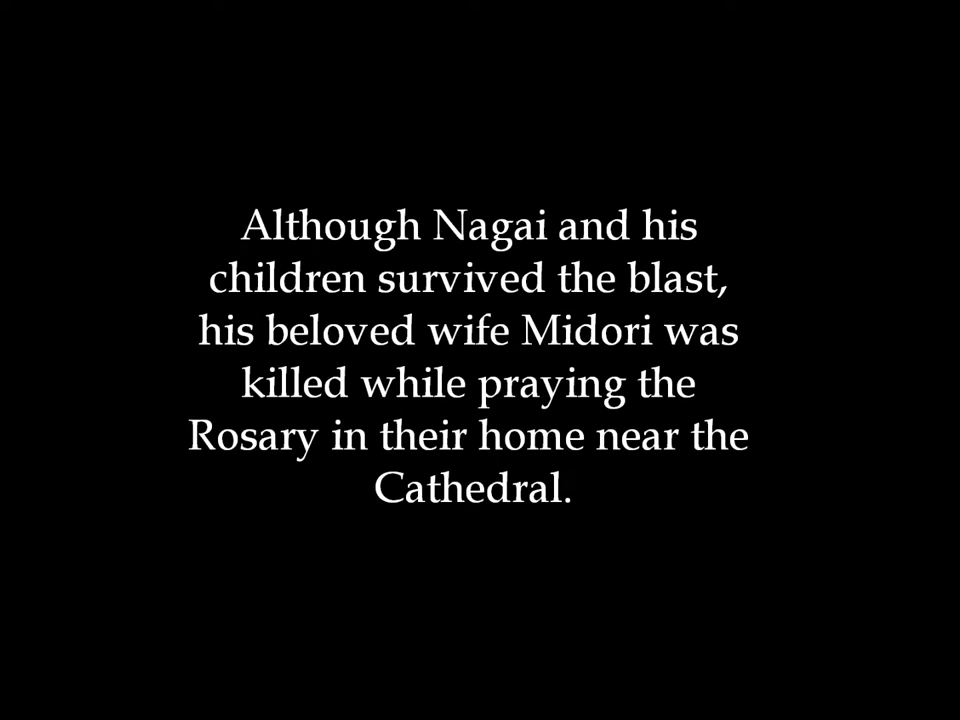 Although Nagai and his
children survived the blast,
his beloved wife Midori was
killed while praying the
Rosary in their home near the
Cathedral.